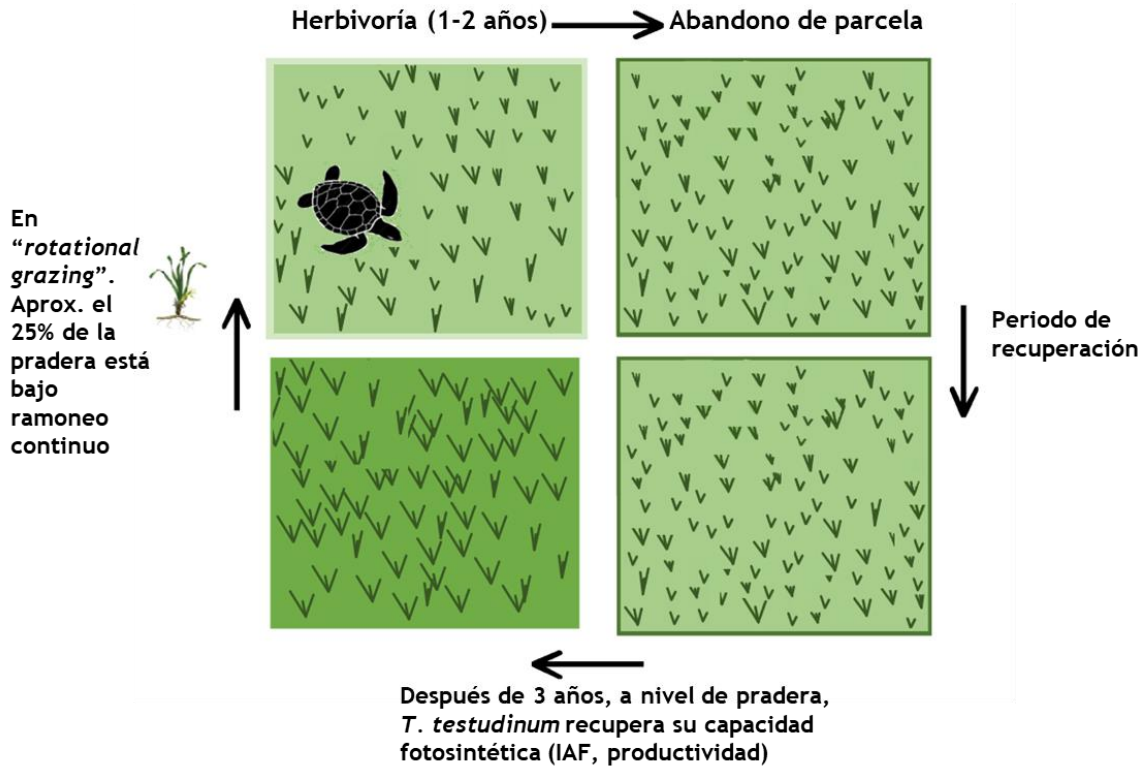 Herbivoría (1-2 años)
Abandono de parcela
En
“rotational
grazing”.
Aprox. el
25% de la
pradera está
bajo
ramoneo
continuo
Periodo de
recuperación
Después de 3 años, a nivel de pradera,
T. testudinum recupera su capacidad
fotosintética (IAF, productividad)